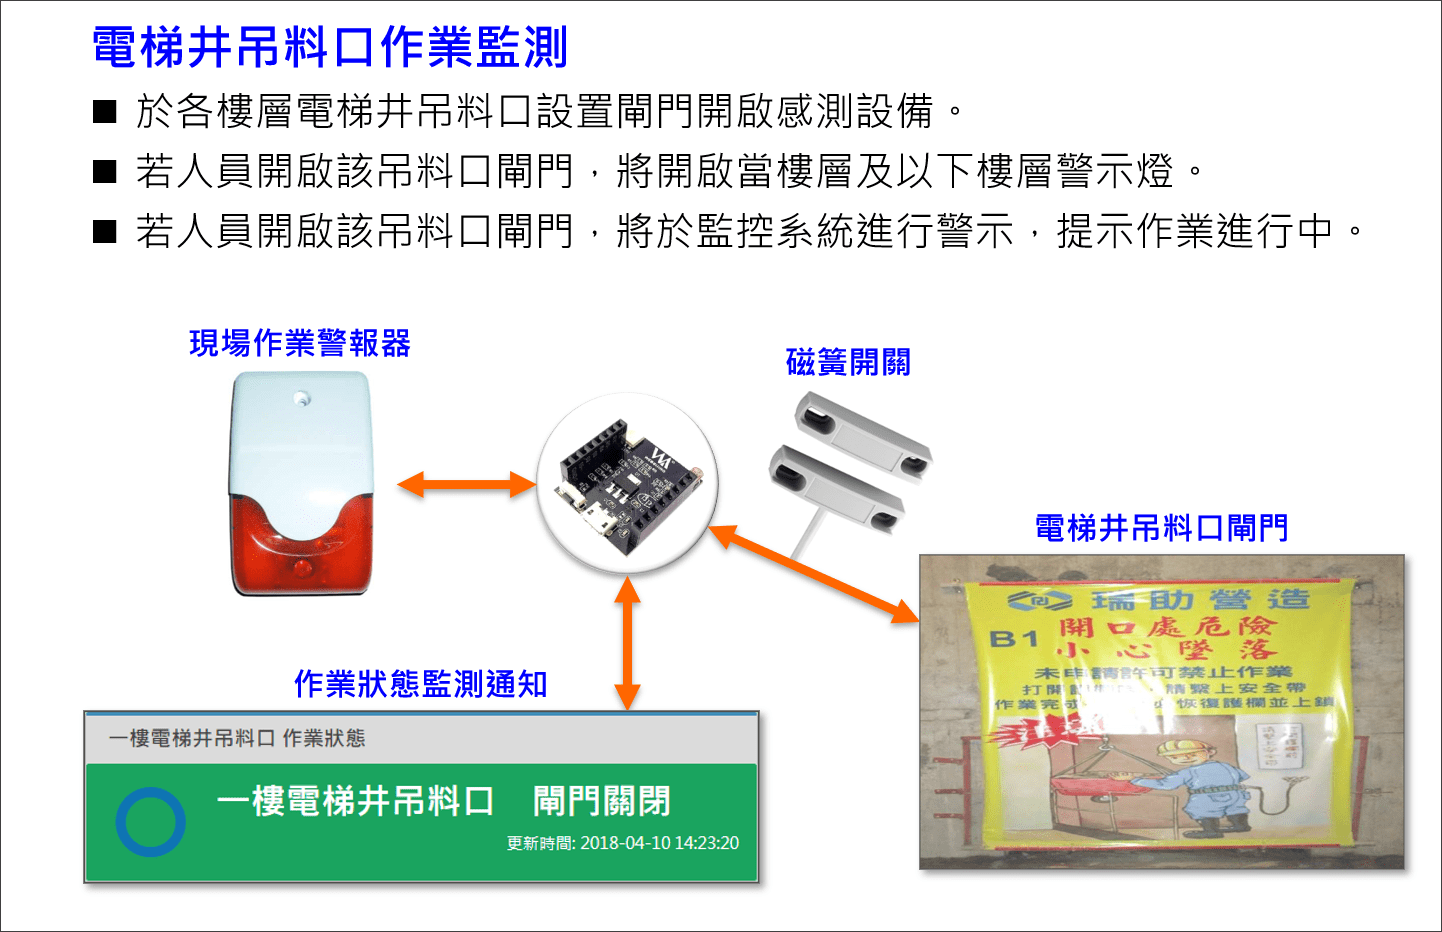 電梯井吊料口作業監測
■ 於各樓層電梯井吊料口設置閘門開啟感測設備。
■ 若人員開啟該吊料口閘門，將開啟當樓層及以下樓層警示燈。
■ 若人員開啟該吊料口閘門，將於監控系統進行警示，提示作業進行中。
現場作業警報器
磁簧開關
電梯井吊料口閘門
瑞助營造
B1 開口處危險
小心墜落
未申請許可禁止作業
打開 請繫上安全帶
作業完 恢復護欄並上鎖
作業狀態監測通知
一樓電梯井吊料口 作業狀態
一樓電梯井吊料口 閘門關閉
更新時間: 2018-04-10 14:23:20